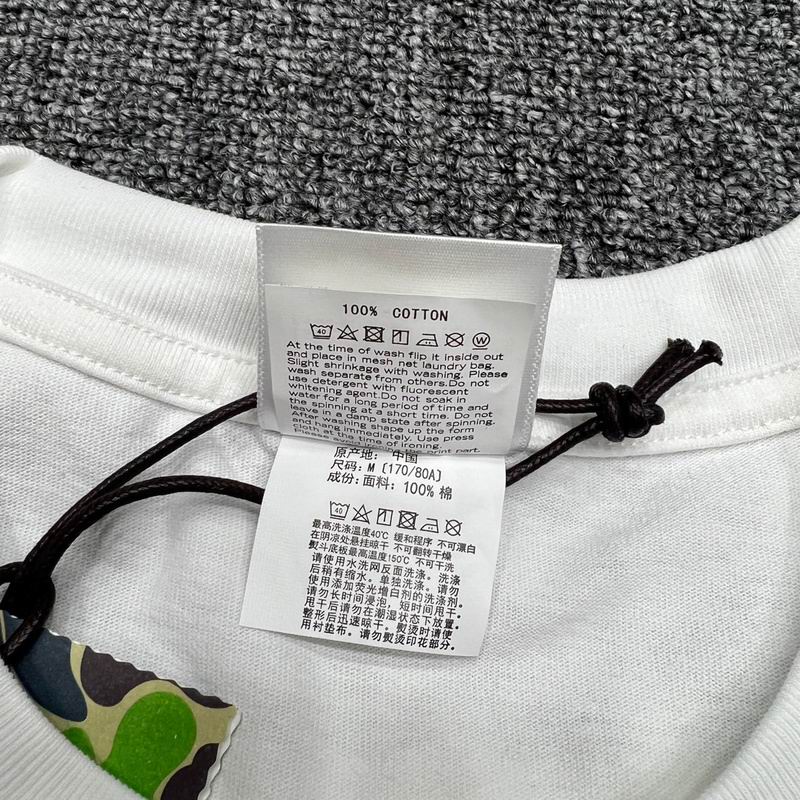 100% COTTON
40 W
At the time of wash flip it inside out
and place in mesh net laundry bag.
Slight shrinkage with washing. Please
wash separate from others.Do not
use detergent with fluorescent
whitening agent.Do not soak in
water for a long period of time and
the spinning at a short time. Do not
leave in a damp state after spinning.
After washing shape up the form
and hang immediately. Use press
cloth at the time of ironing.
Please avoid ironing the print part.
原产地: 中国
尺码: M [170/80A]
成份: 面料: 100% 棉
40
最高洗涤温度40℃ 缓和程序 不可漂白
在阴凉处悬挂晾干 不可翻转干燥
熨斗底板最高温度150℃ 不可干洗
请使用水洗网反面洗涤. 洗涤
后稍有缩水. 单独洗涤. 请勿
使用添加荧光增白剂的洗涤剂.
请勿长时间浸泡, 短时间甩干.
甩干后请勿在潮湿状态下放置.
整形后迅速晾干. 熨烫时请使
用衬垫布. 请勿熨烫印花部分.